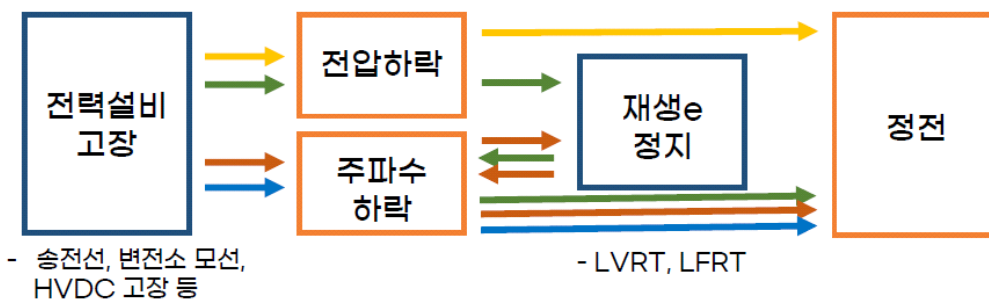 전력설비
고장
전압하락
주파수
하락
재생e
정지
정전
- 송전선, 변전소 모선,
HVDC 고장 등
- LVRT, LFRT